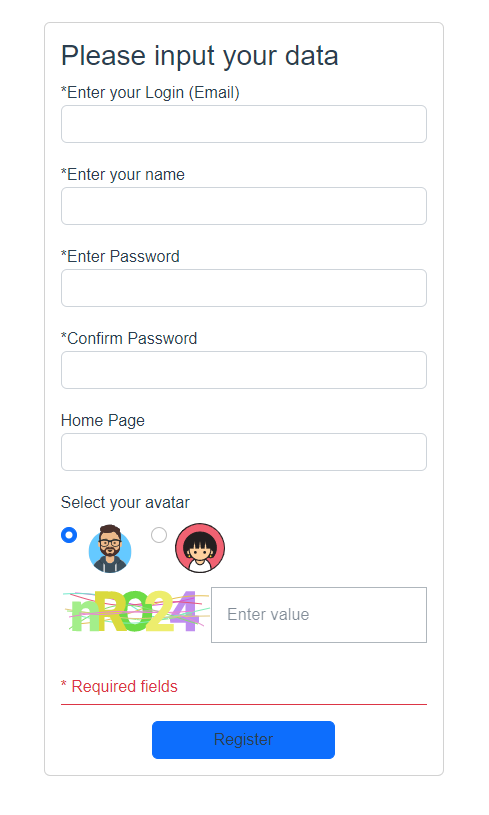 Please input your data
*Enter your Login (Email)
*Enter your name
*Enter Password
*Confirm Password
Home Page
Select your avatar
nR024
Enter value
* Required fields
Register